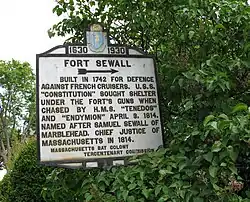 1630 1930
FORT SEWALL
BUILT IN 1742 FOR DEFENCE
AGAINST FRENCH CRUISERS. U.S.S.
"CONSTITUTION" SOUGHT SHELTER
UNDER THE FORT'S GUNS WHEN
CHASED BY H.M.S. "TENEDOS"
AND "ENDYMION" APRIL 3, 1814.
NAMED AFTER SAMUEL SEWALL OF
MARBLEHEAD, CHIEF JUSTICE OF
MASSACHUSETTS IN 1814.
MASSACHUSETTS BAY COLONY
TERCENTENARY COMMISSION